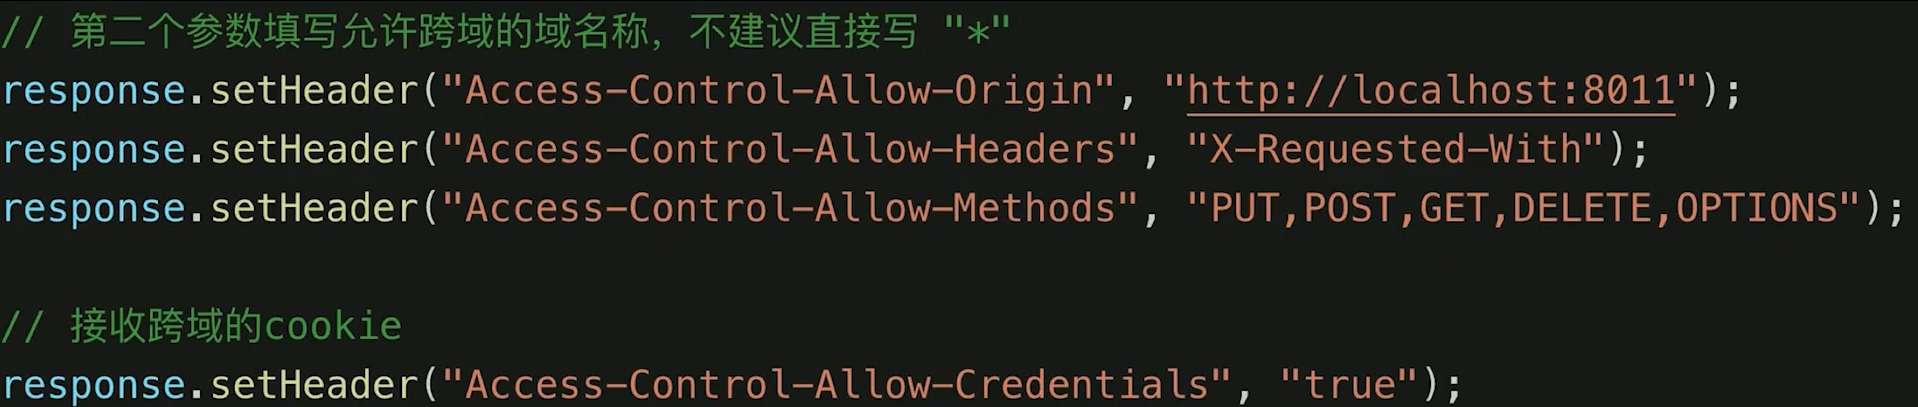 // 第二个参数填写允许跨域的域名称，不建议直接写 "*"
response.setHeader("Access-Control-Allow-Origin", "http://localhost:8011");
response.setHeader("Access-Control-Allow-Headers", "X-Requested-With");
response.setHeader("Access-Control-Allow-Methods", "PUT,POST,GET,DELETE,OPTIONS");
// 接收跨域的cookie
response.setHeader("Access-Control-Allow-Credentials", "true");